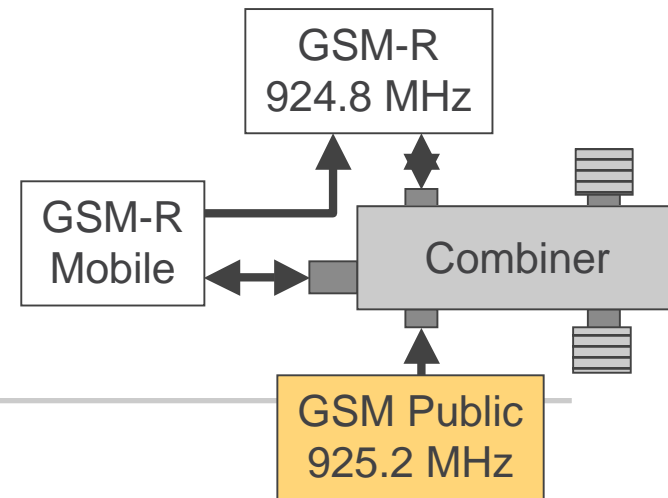 GSM-R
924.8 MHz
GSM-R
Mobile
Combiner
GSM Public
925.2 MHz